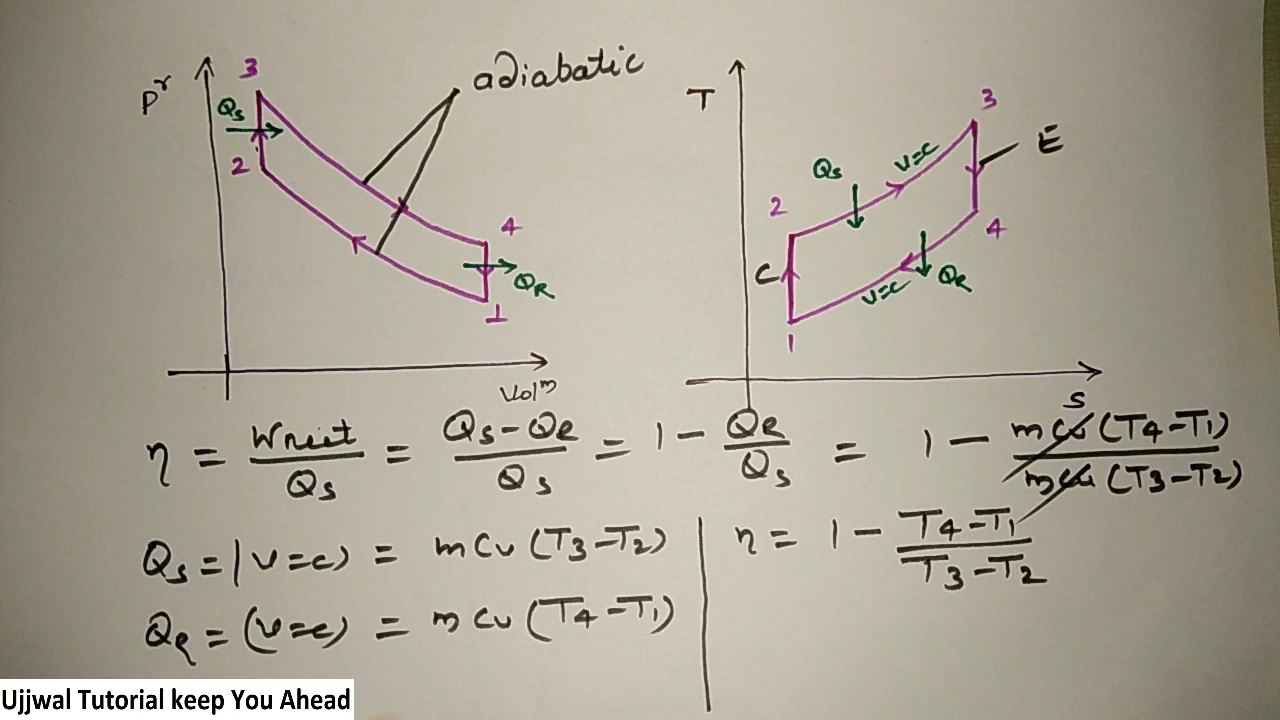 adiabatic
Pr
3
Qs
2
4
QR
1
Volm
T
3
E
Qs
v=c
2
4
C
v=c
QR
1
S
η = Wneet/Qs = Qs-QR/Qs = 1 - QR/Qs = 1 - mcv(T4-T1)/mcv(T3-T2)
Qs = (v=c) = mcv(T3-T2)
η = 1 - T4-T1/T3-T2
QR = (v=c) = mcv(T4-T1)
Ujjwal Tutorial keep You Ahead